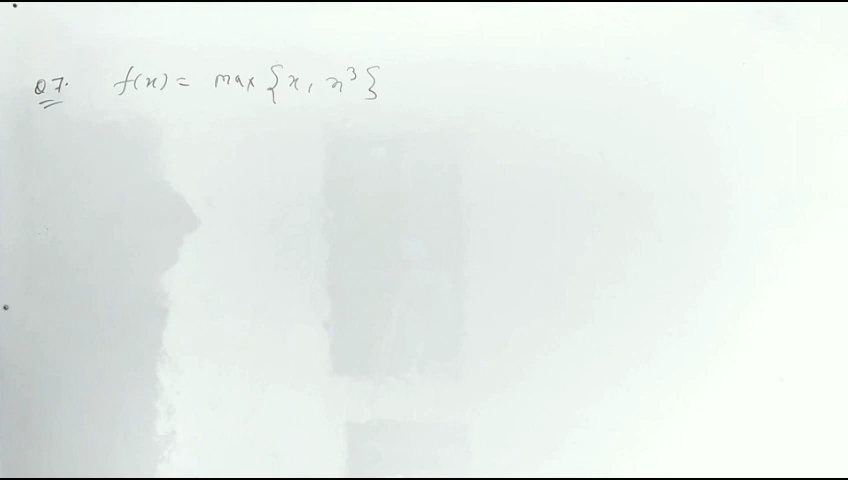 Q7. f(x) = max {x, x³}